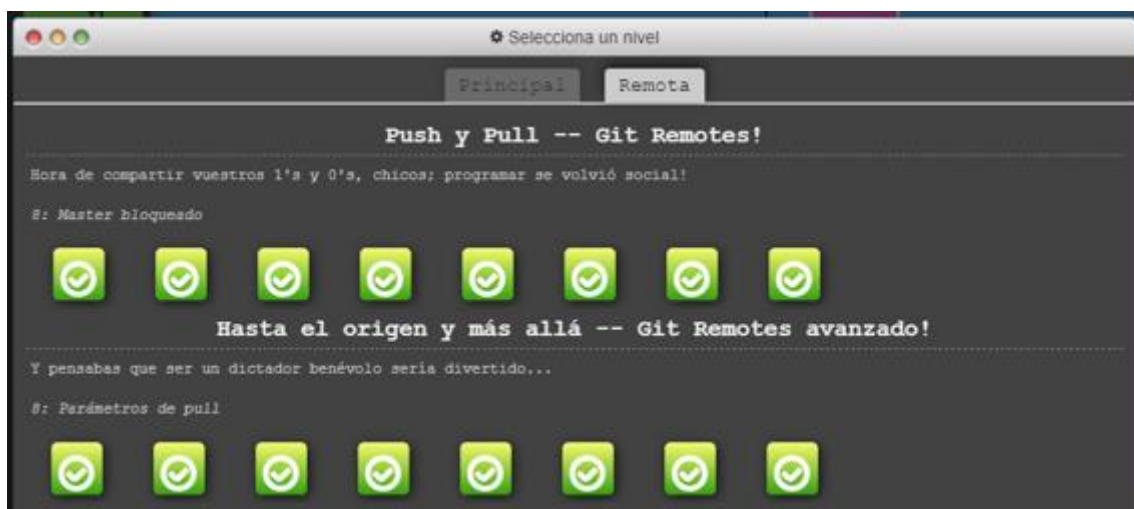 Selecciona un nivel
Principal Remota
Push y Pull -- Git Remotes!
Hora de compartir vuestros 1's y 0's, chicos; programar se volvió social!
8: Master bloqueado
Hasta el origen y más allá -- Git Remotes avanzado!
Y pensabas que ser un dictador benévolo sería divertido...
8: Parámetros de pull